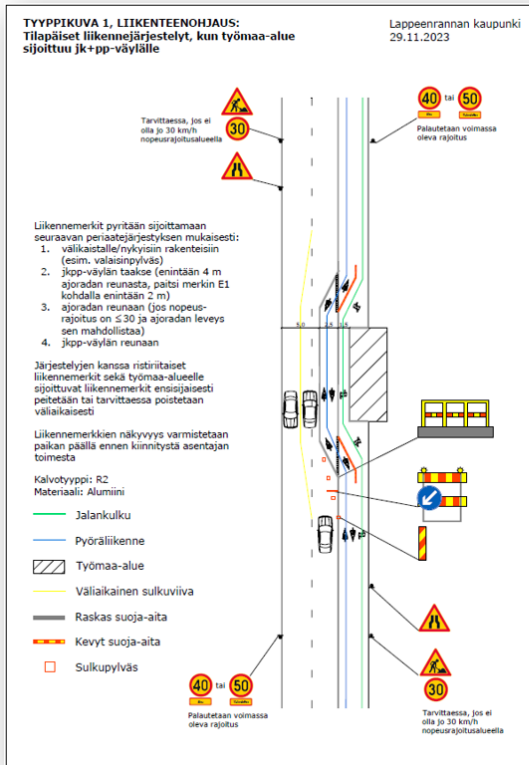 TYYPPIKUVA 1, LIIKENTEENOHJAUS:
Tilapäiset liikennejärjestelyt, kun työmaa-alue
sijoittuu jk+pp-väylälle
Lappeenrannan kaupunki
29.11.2023
Tarvittaessa, jos ei
olla jo 30 km/h
nopeusrajoitusalueella
30
40 tai 50
Palautetaan voimassa
oleva rajoitus
Liikennemerkit pyritään sijoittamaan
seuraavan periaatejärjestyksen mukaisesti:
1. välikaistalle/nykyisiin rakenteisiin
(esim. valaisinpylväs)
2. jkpp-väylän taakse (enintään 4 m
ajoradan reunasta, paitsi merkin E1
kohdalla enintään 2 m)
3. ajoradan reunaan (jos nopeus-
rajoitus on ≤30 ja ajoradan leveys
sen mahdollistaa)
4. jkpp-väylän reunaan
Järjestelyjen kanssa ristiriitaiset
liikennemerkit sekä työmaa-alueelle
sijoittuvat liikennemerkit ensisijaisesti
peitetään tai tarvittaessa poistetaan
väliaikaisesti
Liikennemerkkien näkyvyys varmistetaan
paikan päällä ennen kiinnitystä asentajan
toimesta
Kalvotyyppi: R2
Materiaali: Alumiini
5,0 2,5 1,5
Jalankulku
Pyöräliikenne
Työmaa-alue
Väliaikainen sulkuviiva
Raskas suoja-aita
Kevyt suoja-aita
Sulkupylväs
40 tai 50
Palautetaan voimassa
oleva rajoitus
30
Tarvittaessa, jos ei
olla jo 30 km/h
nopeusrajoitusalueella